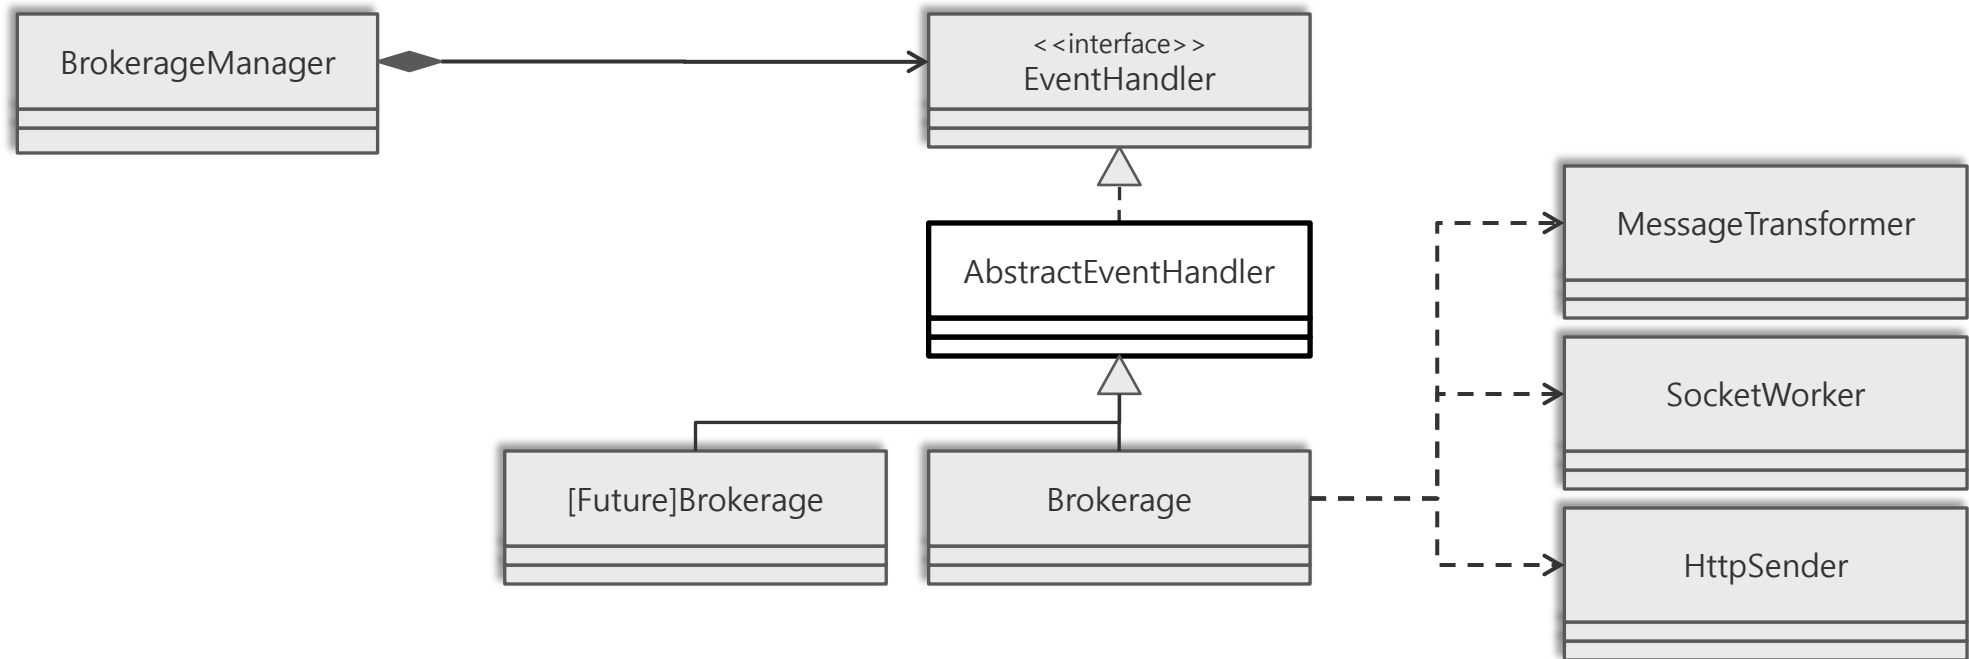 BrokerageManager
<<interface>>
EventHandler
MessageTransformer
AbstractEventHandler
SocketWorker
[Future]Brokerage
Brokerage
HttpSender